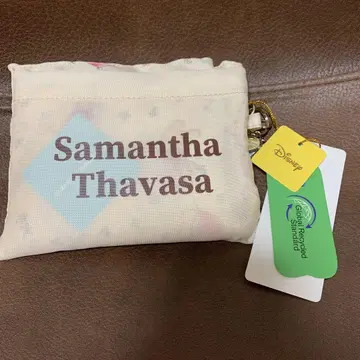 Samantha
Thavasa
Disney
Global Recycled
Standard